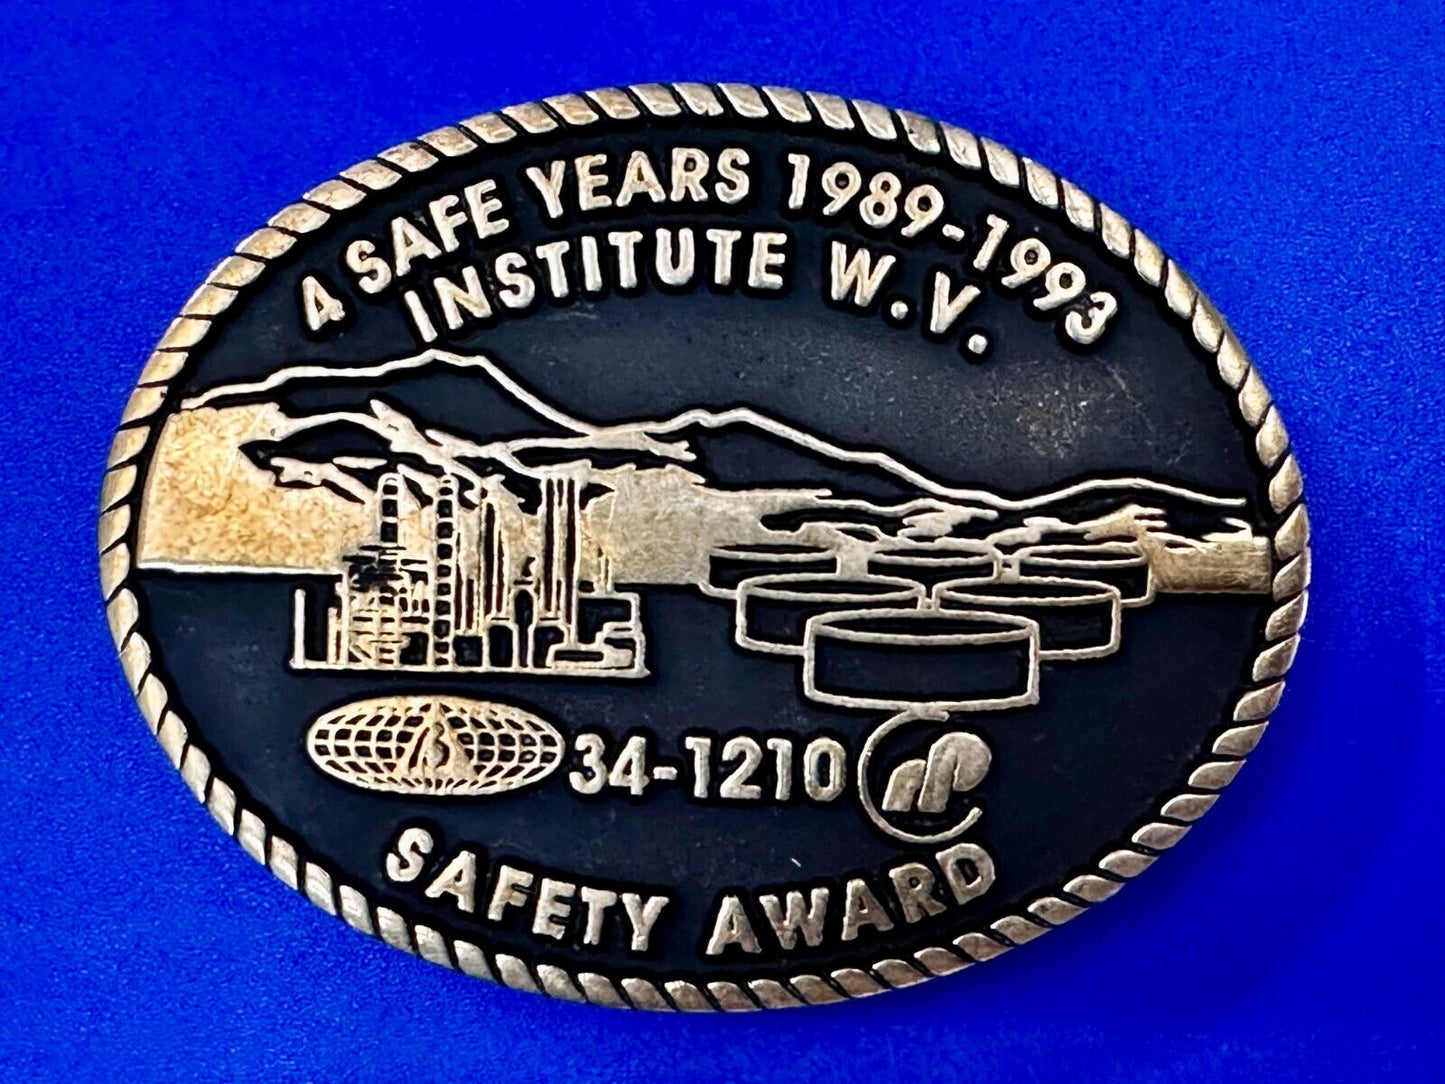 4 SAFE YEARS 1989-1993
INSTITUTE W.V.
34-1210
SAFETY AWARD